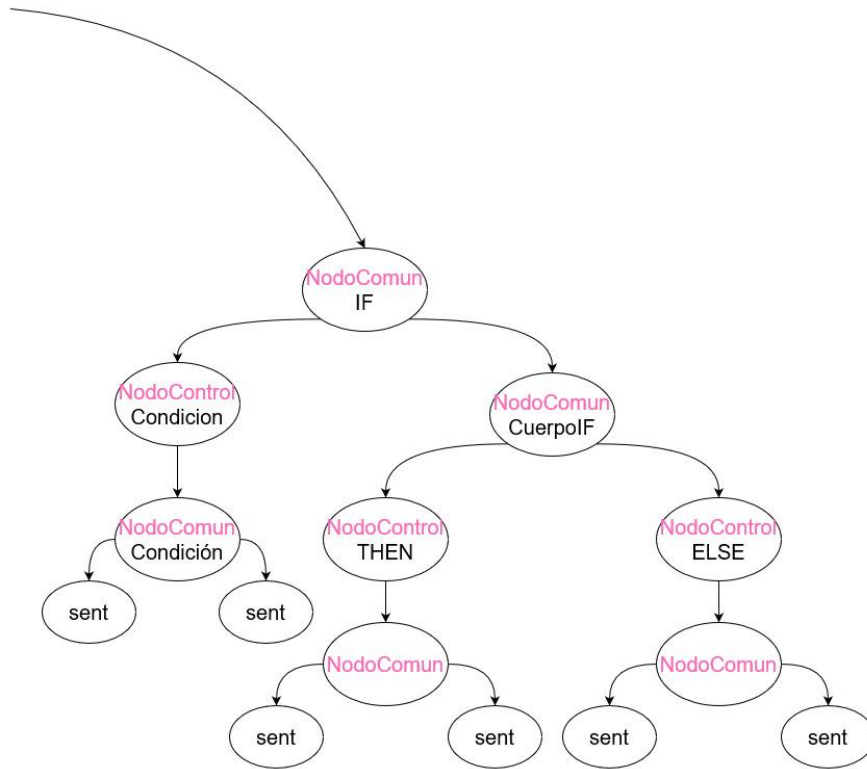 NodoComun
IF
NodoControl
Condicion
NodoComun
CuerpoIF
NodoComun
Condición
NodoControl
THEN
NodoControl
ELSE
sent
sent
NodoComun
NodoComun
sent
sent
sent
sent